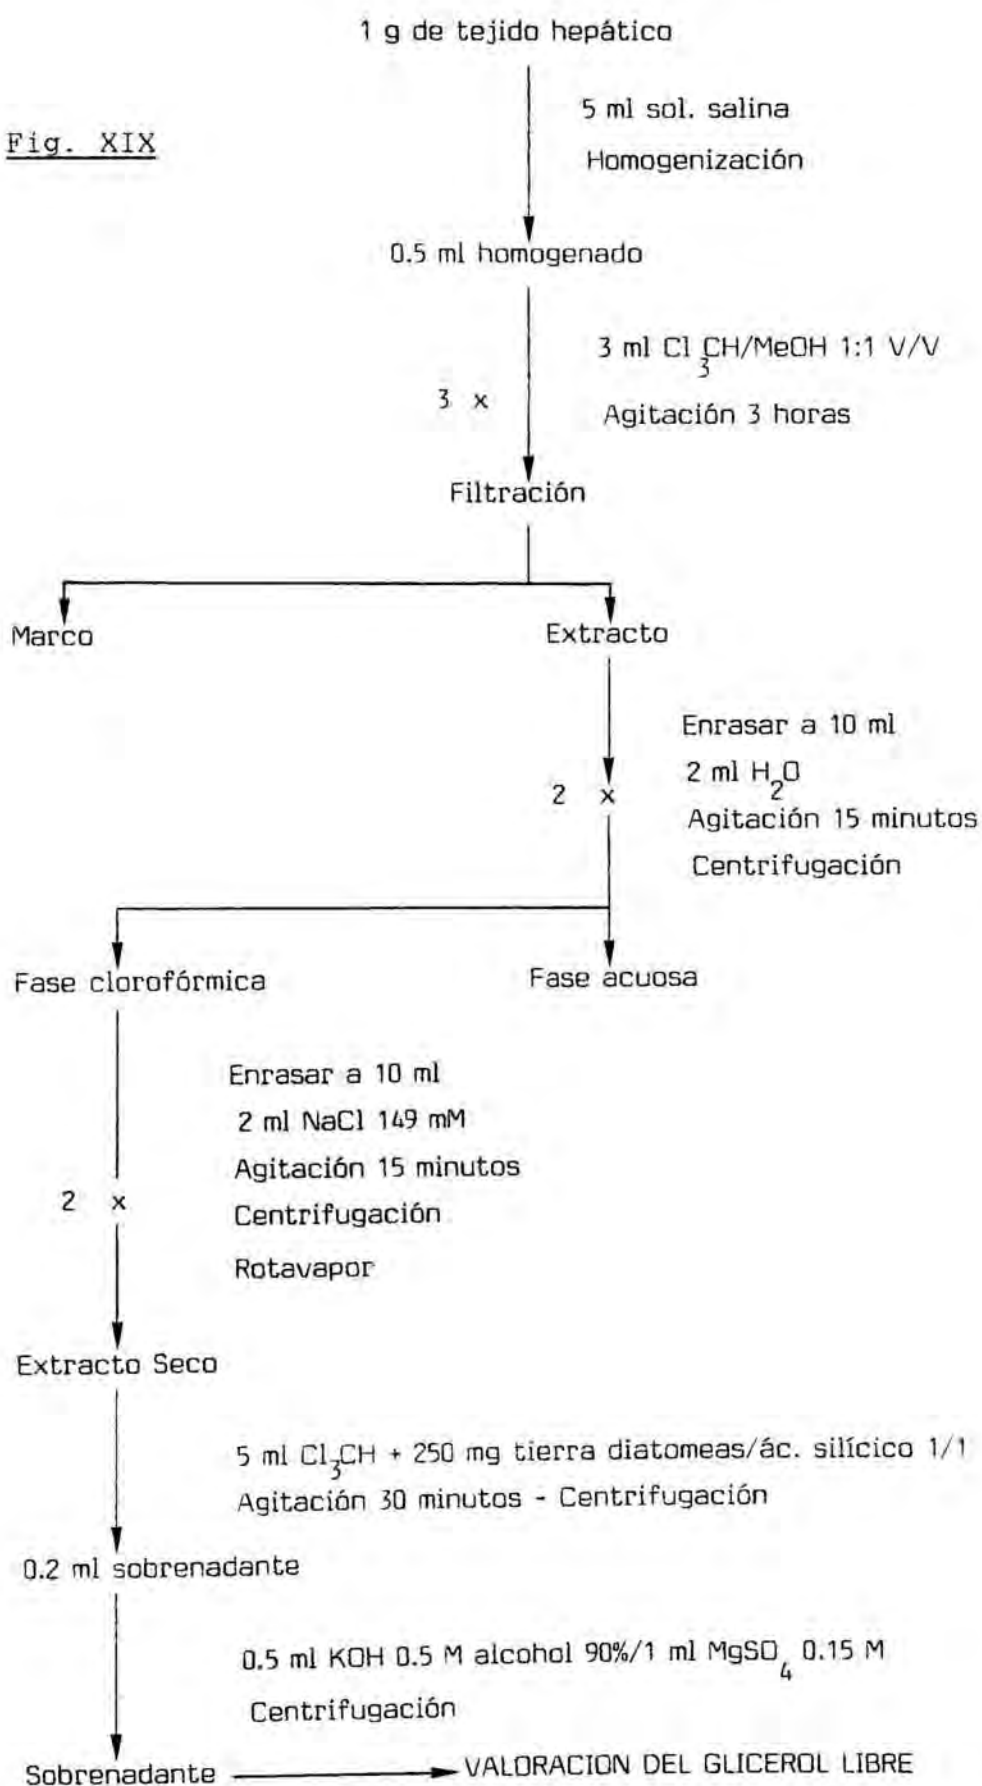 1 g de tejido hepático
5 ml sol. salina
Fig. XIX
Homogenización
0.5 ml homogenado
3 ml Cl3CH/MeOH 1:1 V/V
3 x
Agitación 3 horas
Filtración
Marco
Extracto
Enrasar a 10 ml
2 ml H2O
2 x
Agitación 15 minutos
Centrifugación
Fase clorofórmica
Fase acuosa
Enrasar a 10 ml
2 ml NaCl 149 mM
Agitación 15 minutos
2 x
Centrifugación
Rotavapor
Extracto Seco
5 ml Cl3CH + 250 mg tierra diatomeas/ác. silícico 1/1
Agitación 30 minutos - Centrifugación
0.2 ml sobrenadante
0.5 ml KOH 0.5 M alcohol 90%/1 ml MgSO4 0.15 M
Centrifugación
Sobrenadante
VALORACION DEL GLICEROL LIBRE